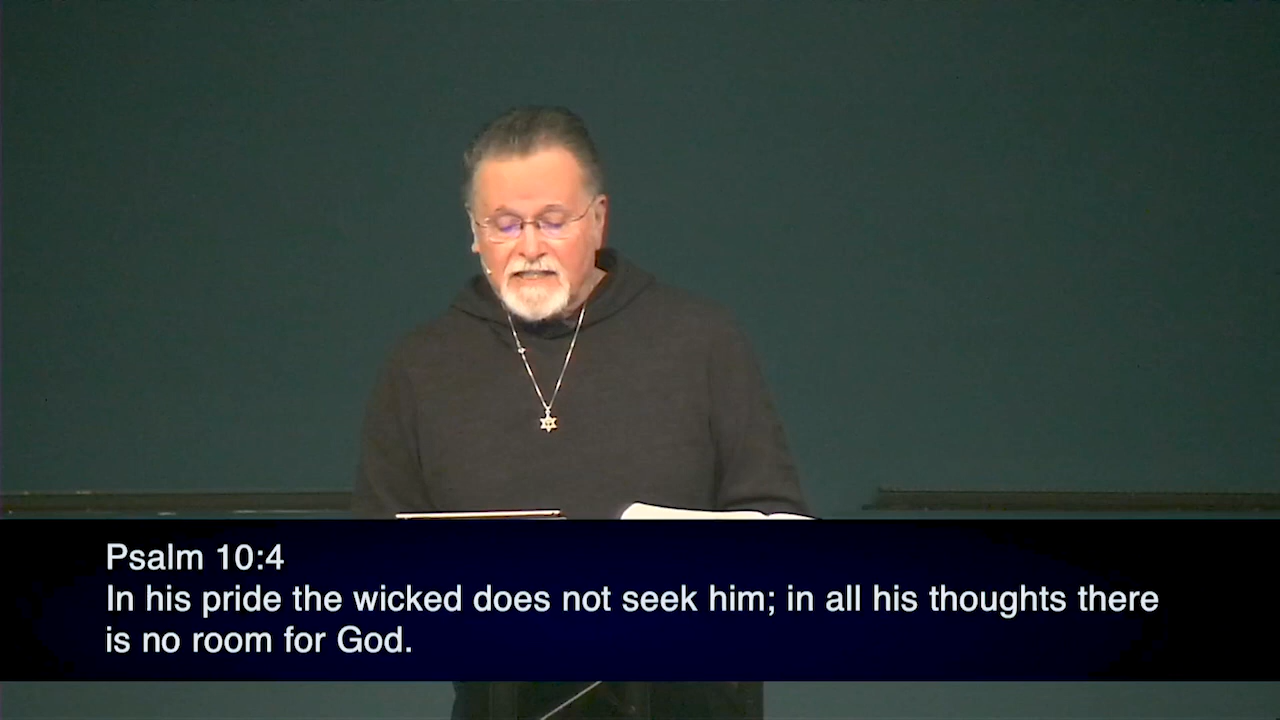 Psalm 10:4
In his pride the wicked does not seek him; in all his thoughts there
is no room for God.